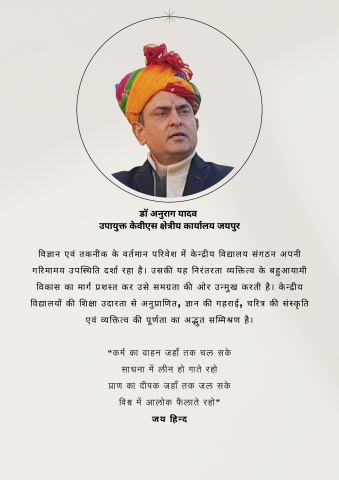 डॉ अनुराग यादव
उपायुक्त केवीएस क्षेत्रीय कार्यालय जयपुर
विज्ञान एवं तकनीक के वर्तमान परिवेश में केन्द्रीय विद्यालय संगठन अपनी
गरिमामय उपस्थिति दर्शा रहा है। उसकी यह निरंतरता व्यक्तित्व के बहुआयामी
विकास का मार्ग प्रशस्त कर उसे समग्रता की ओर उन्मुख करती है। केन्द्रीय
विद्यालयों की शिक्षा उदारता से अनुप्राणित, ज्ञान की गहराई, चरित्र की संस्कृति
एवं व्यक्तित्व की पूर्णता का अद्भुत सम्मिश्रण है।
“कर्म का वाहन जहाँ तक चल सके
साधना में लीन हो गाते रहो
प्राण का दीपक जहाँ तक जल सके
विश्व में आलोक फैलाते रहो”
जय हिन्द